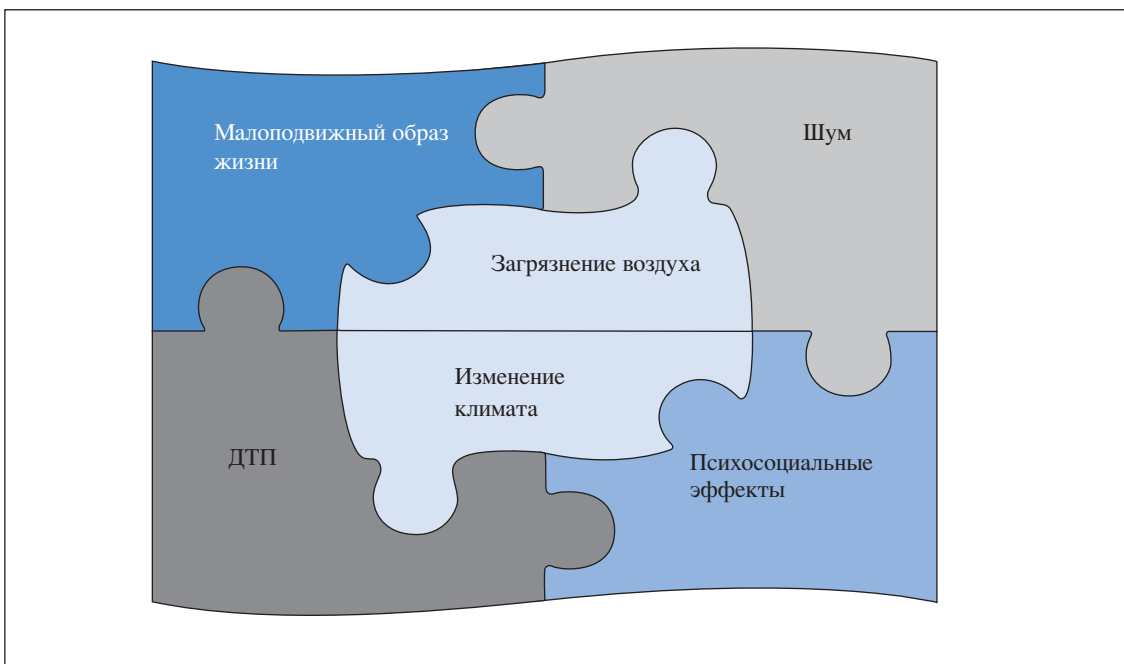 Малоподвижный образ
жизни
Шум
Загрязнение воздуха
Изменение
климата
ДТП
Психосоциальные
эффекты